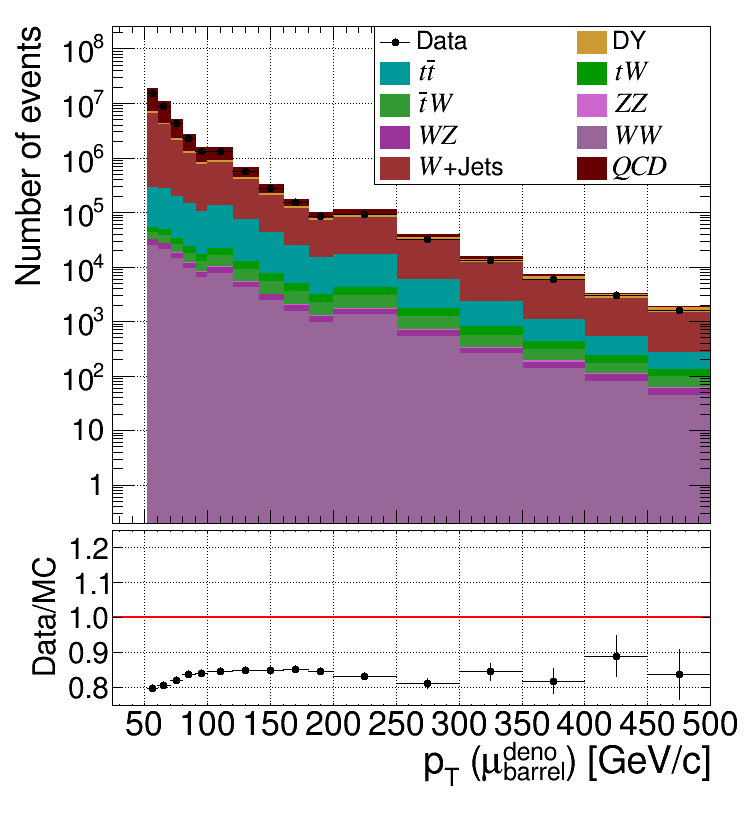 Number of events
10⁸
10⁷
10⁶
10⁵
10⁴
10³
10²
10
1
Data
DY
tt̄
tW
t̄W
ZZ
WZ
WW
W+Jets
QCD
Data/MC
1.2
1.1
1.0
0.9
0.8
50 100 150 200 250 300 350 400 450 500
p_T (μ^deno_barrel) [GeV/c]